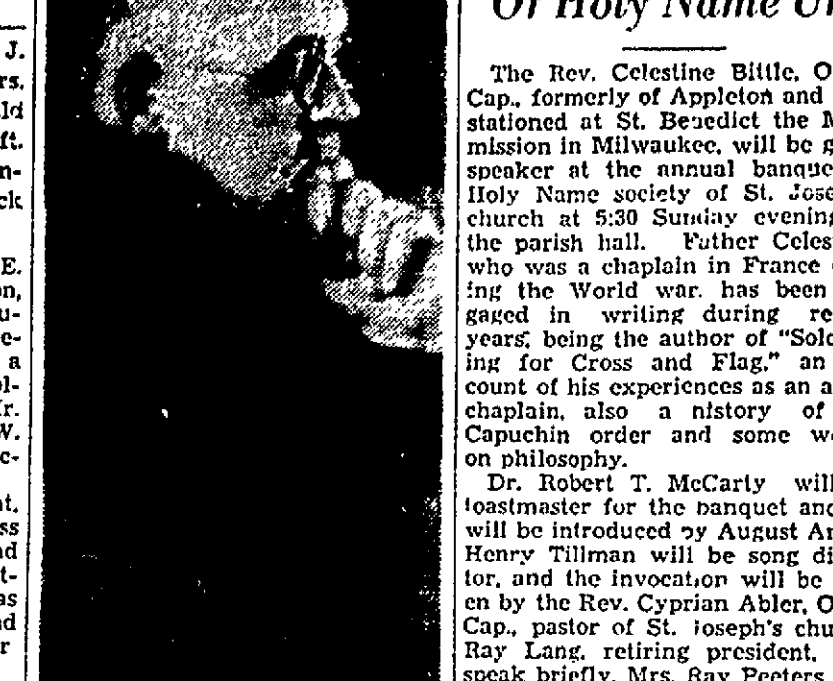 J.
rs.
ld
ft.
n-
ck
E.
on,
u-
e-
a
ol-
Ir.
W.
c-
nt.
ss
nd
t-
as
nd
r
Of Holy Name
The Rev. Celestine Bittle, O
Cap., formerly of Appleton and
stationed at St. Benedict the M
mission in Milwaukee, will be g
speaker at the annual banque
Holy Name society of St. Jose
church at 5:30 Sunday evening
the parish hall. Father Celes
who was a chaplain in France
ing the World war, has been
gaged in writing during re
years, being the author of "Sold
ing for Cross and Flag," an
count of his experiences as an a
chaplain, also a history of
Capuchin order and some w
on philosophy.
Dr. Robert T. McCarty will
toastmaster for the banquet and
will be introduced by August A
Henry Tillman will be song di
tor, and the invocation will be
en by the Rev. Cyprian Abler, O
Cap., pastor of St. Joseph's chu
Ray Lang, retiring president,
speak briefly. Mrs. Ray Peeters